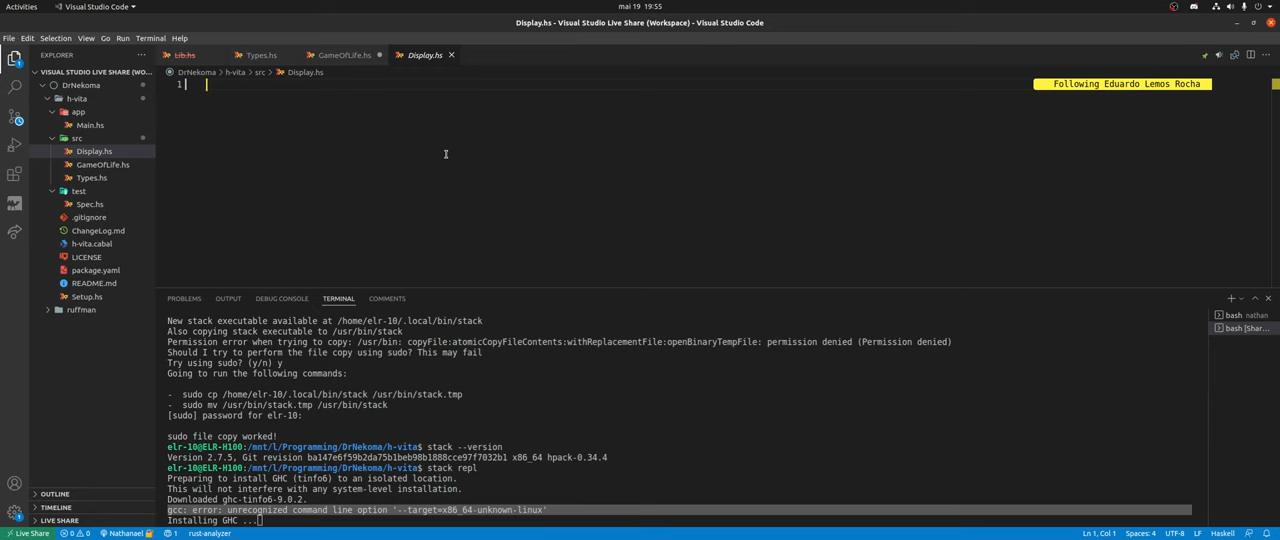 Activities
Visual Studio Code
mai 19 19:55
Display.hs - Visual Studio Live Share (Workspace) - Visual Studio Code
File Edit Selection View Go Run Terminal Help
EXPLORER
Lib.hs
Types.hs
GameOfLife.hs
Display.hs
VISUAL STUDIO LIVE SHARE (WO...
DrNekoma > h-vita > src > Display.hs
1
Following Eduardo Lemos Rocha
DrNekoma
h-vita
app
Main.hs
src
Display.hs
GameOfLife.hs
Types.hs
test
Spec.hs
.gitignore
ChangeLog.md
h-vita.cabal
LICENSE
package.yaml
README.md
Setup.hs
ruffman
PROBLEMS OUTPUT DEBUG CONSOLE TERMINAL COMMENTS
bash nathan
bash [Shar...
New stack executable available at /home/elr-10/.local/bin/stack
Also copying stack executable to /usr/bin/stack
Permission error when trying to copy: /usr/bin: copyFile:atomicCopyFileContents:withReplacementFile:openBinaryTempFile: permission denied (Permission denied)
Should I try to perform the file copy using sudo? This may fail
Try using sudo? (y/n) y
Going to run the following commands:
- sudo cp /home/elr-10/.local/bin/stack /usr/bin/stack.tmp
- sudo mv /usr/bin/stack.tmp /usr/bin/stack
[sudo] password for elr-10:
sudo file copy worked!
elr-10@ELR-H100:/mnt/l/Programming/DrNekoma/h-vita$ stack --version
Version 2.7.5, Git revision ba147e6f59b2da75b1beb98b1888cce97f7032b1 x86_64 hpack-0.34.4
elr-10@ELR-H100:/mnt/l/Programming/DrNekoma/h-vita$ stack repl
Preparing to install GHC (tinfo6) to an isolated location.
This will not interfere with any system-level installation.
Downloaded ghc-tinfo6-9.0.2.
gcc: error: unrecognized command line option '--target=x86_64-unknown-linux'
Installing GHC ...
OUTLINE
TIMELINE
LIVE SHARE
Live Share 0 0 Nathanael 1 rust-analyzer
Ln 1, Col 1 Spaces: 4 UTF-8 LF Haskell